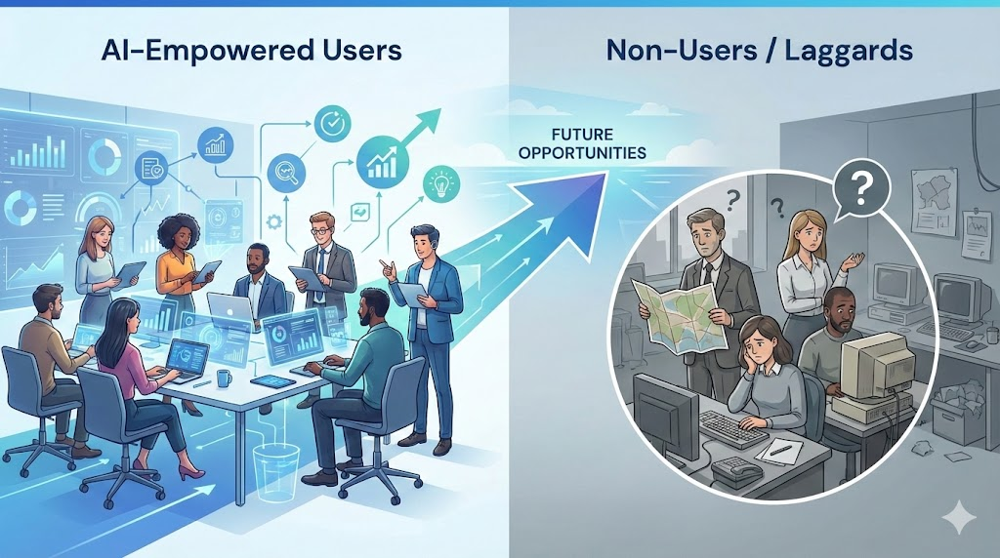 AI-Empowered Users
Non-Users / Laggards
FUTURE
OPPORTUNITIES
?
?
?